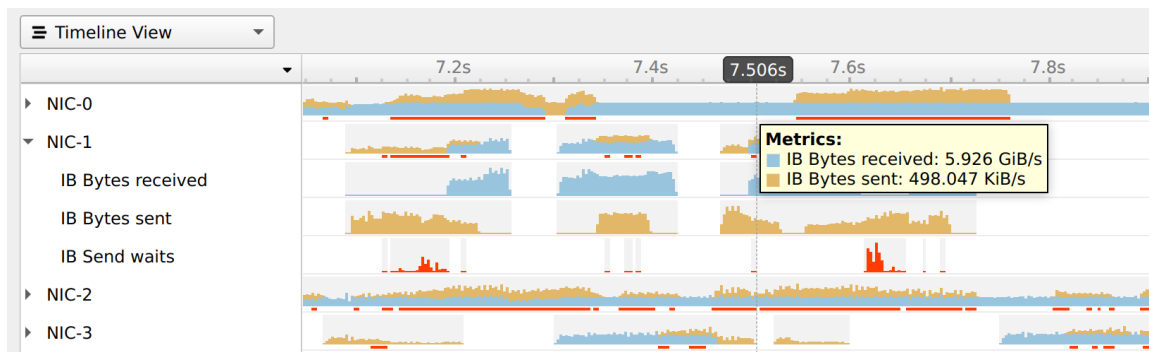 Timeline View
7.2s 7.4s 7.506s 7.6s 7.8s
NIC-0
NIC-1
Metrics:
IB Bytes received: 5.926 GiB/s
IB Bytes sent: 498.047 KiB/s
IB Bytes received
IB Bytes sent
IB Send waits
NIC-2
NIC-3